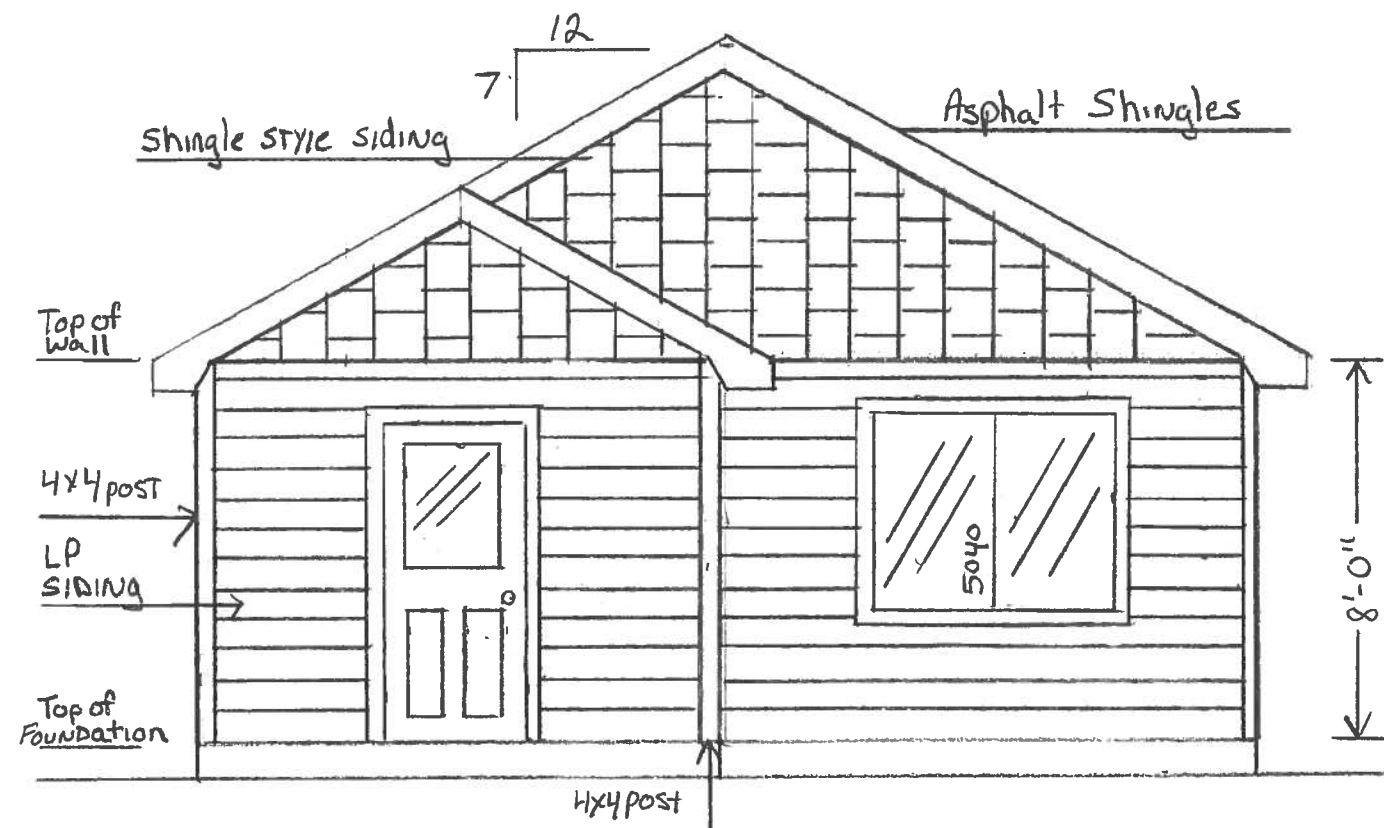 12
7
Asphalt Shingles
Shingle STYLE SIDING
Top of
wall
4x4 post
LP
SIDING
5040
8'-0"
Top of
FOUNDATION
4x4 post